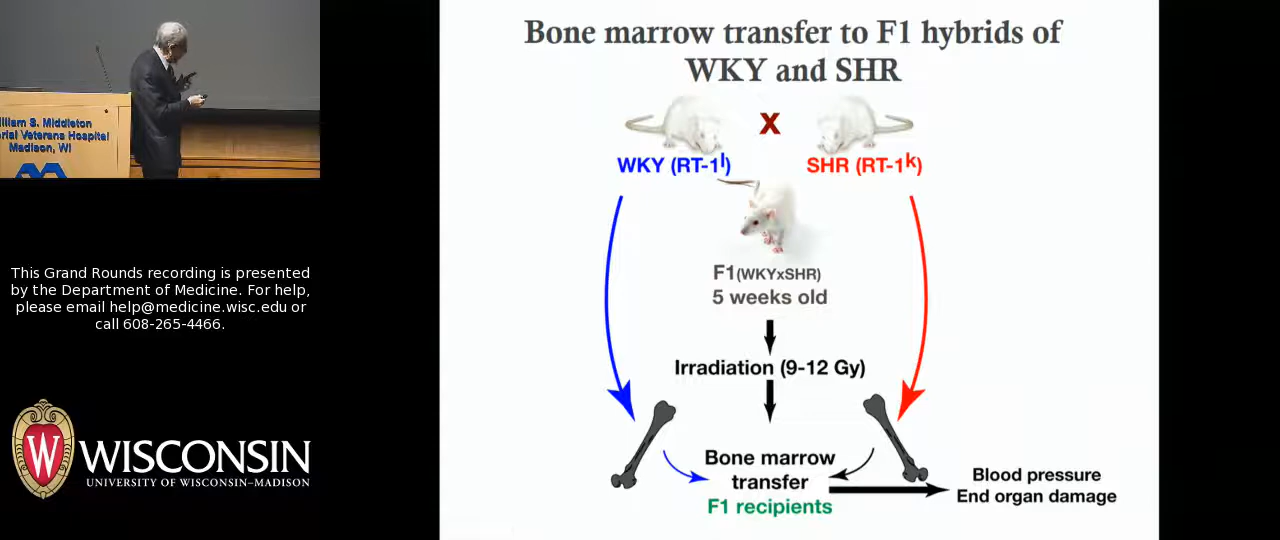 Bone marrow transfer to F1 hybrids of
WKY and SHR
X
WKY (RT-1l)
SHR (RT-1k)
F1(WKYxSHR)
5 weeks old
Irradiation (9-12 Gy)
Bone marrow
transfer
F1 recipients
Blood pressure
End organ damage
S. Middleton
Veterans Hospital
Madison, WI
This Grand Rounds recording is presented
by the Department of Medicine. For help,
please email help@medicine.wisc.edu or
call 608-265-4466.
W
WISCONSIN
UNIVERSITY OF WISCONSIN–MADISON